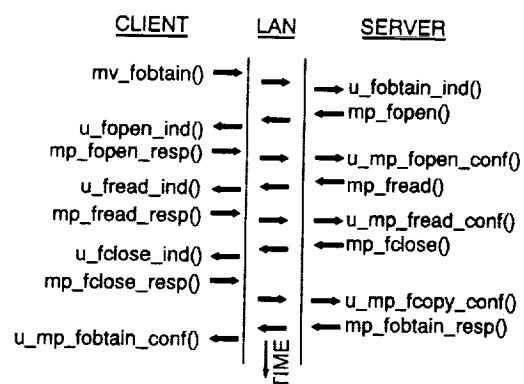 CLIENT LAN SERVER
mv_fobtain()
u_fobtain_ind()
mp_fopen()
u_fopen_ind()
mp_fopen_resp()
u_mp_fopen_conf()
u_fread_ind()
mp_fread()
mp_fread_resp()
u_mp_fread_conf()
u_fclose_ind()
mp_fclose()
mp_fclose_resp()
u_mp_fcopy_conf()
mp_fobtain_resp()
u_mp_fobtain_conf()
TIME